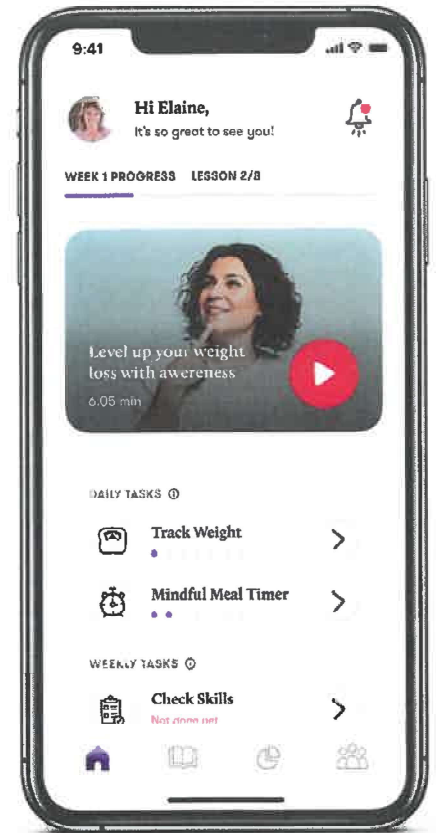 9:41
Hi Elaine,
It's so great to see you!
WEEK 1 PROGRESS LESSON 2/8
Level up your weight
loss with awereness
6.05 min
DAILY TASKS
Track Weight
Mindful Meal Timer
WEEKLY TASKS
Check Skills
Not done yet